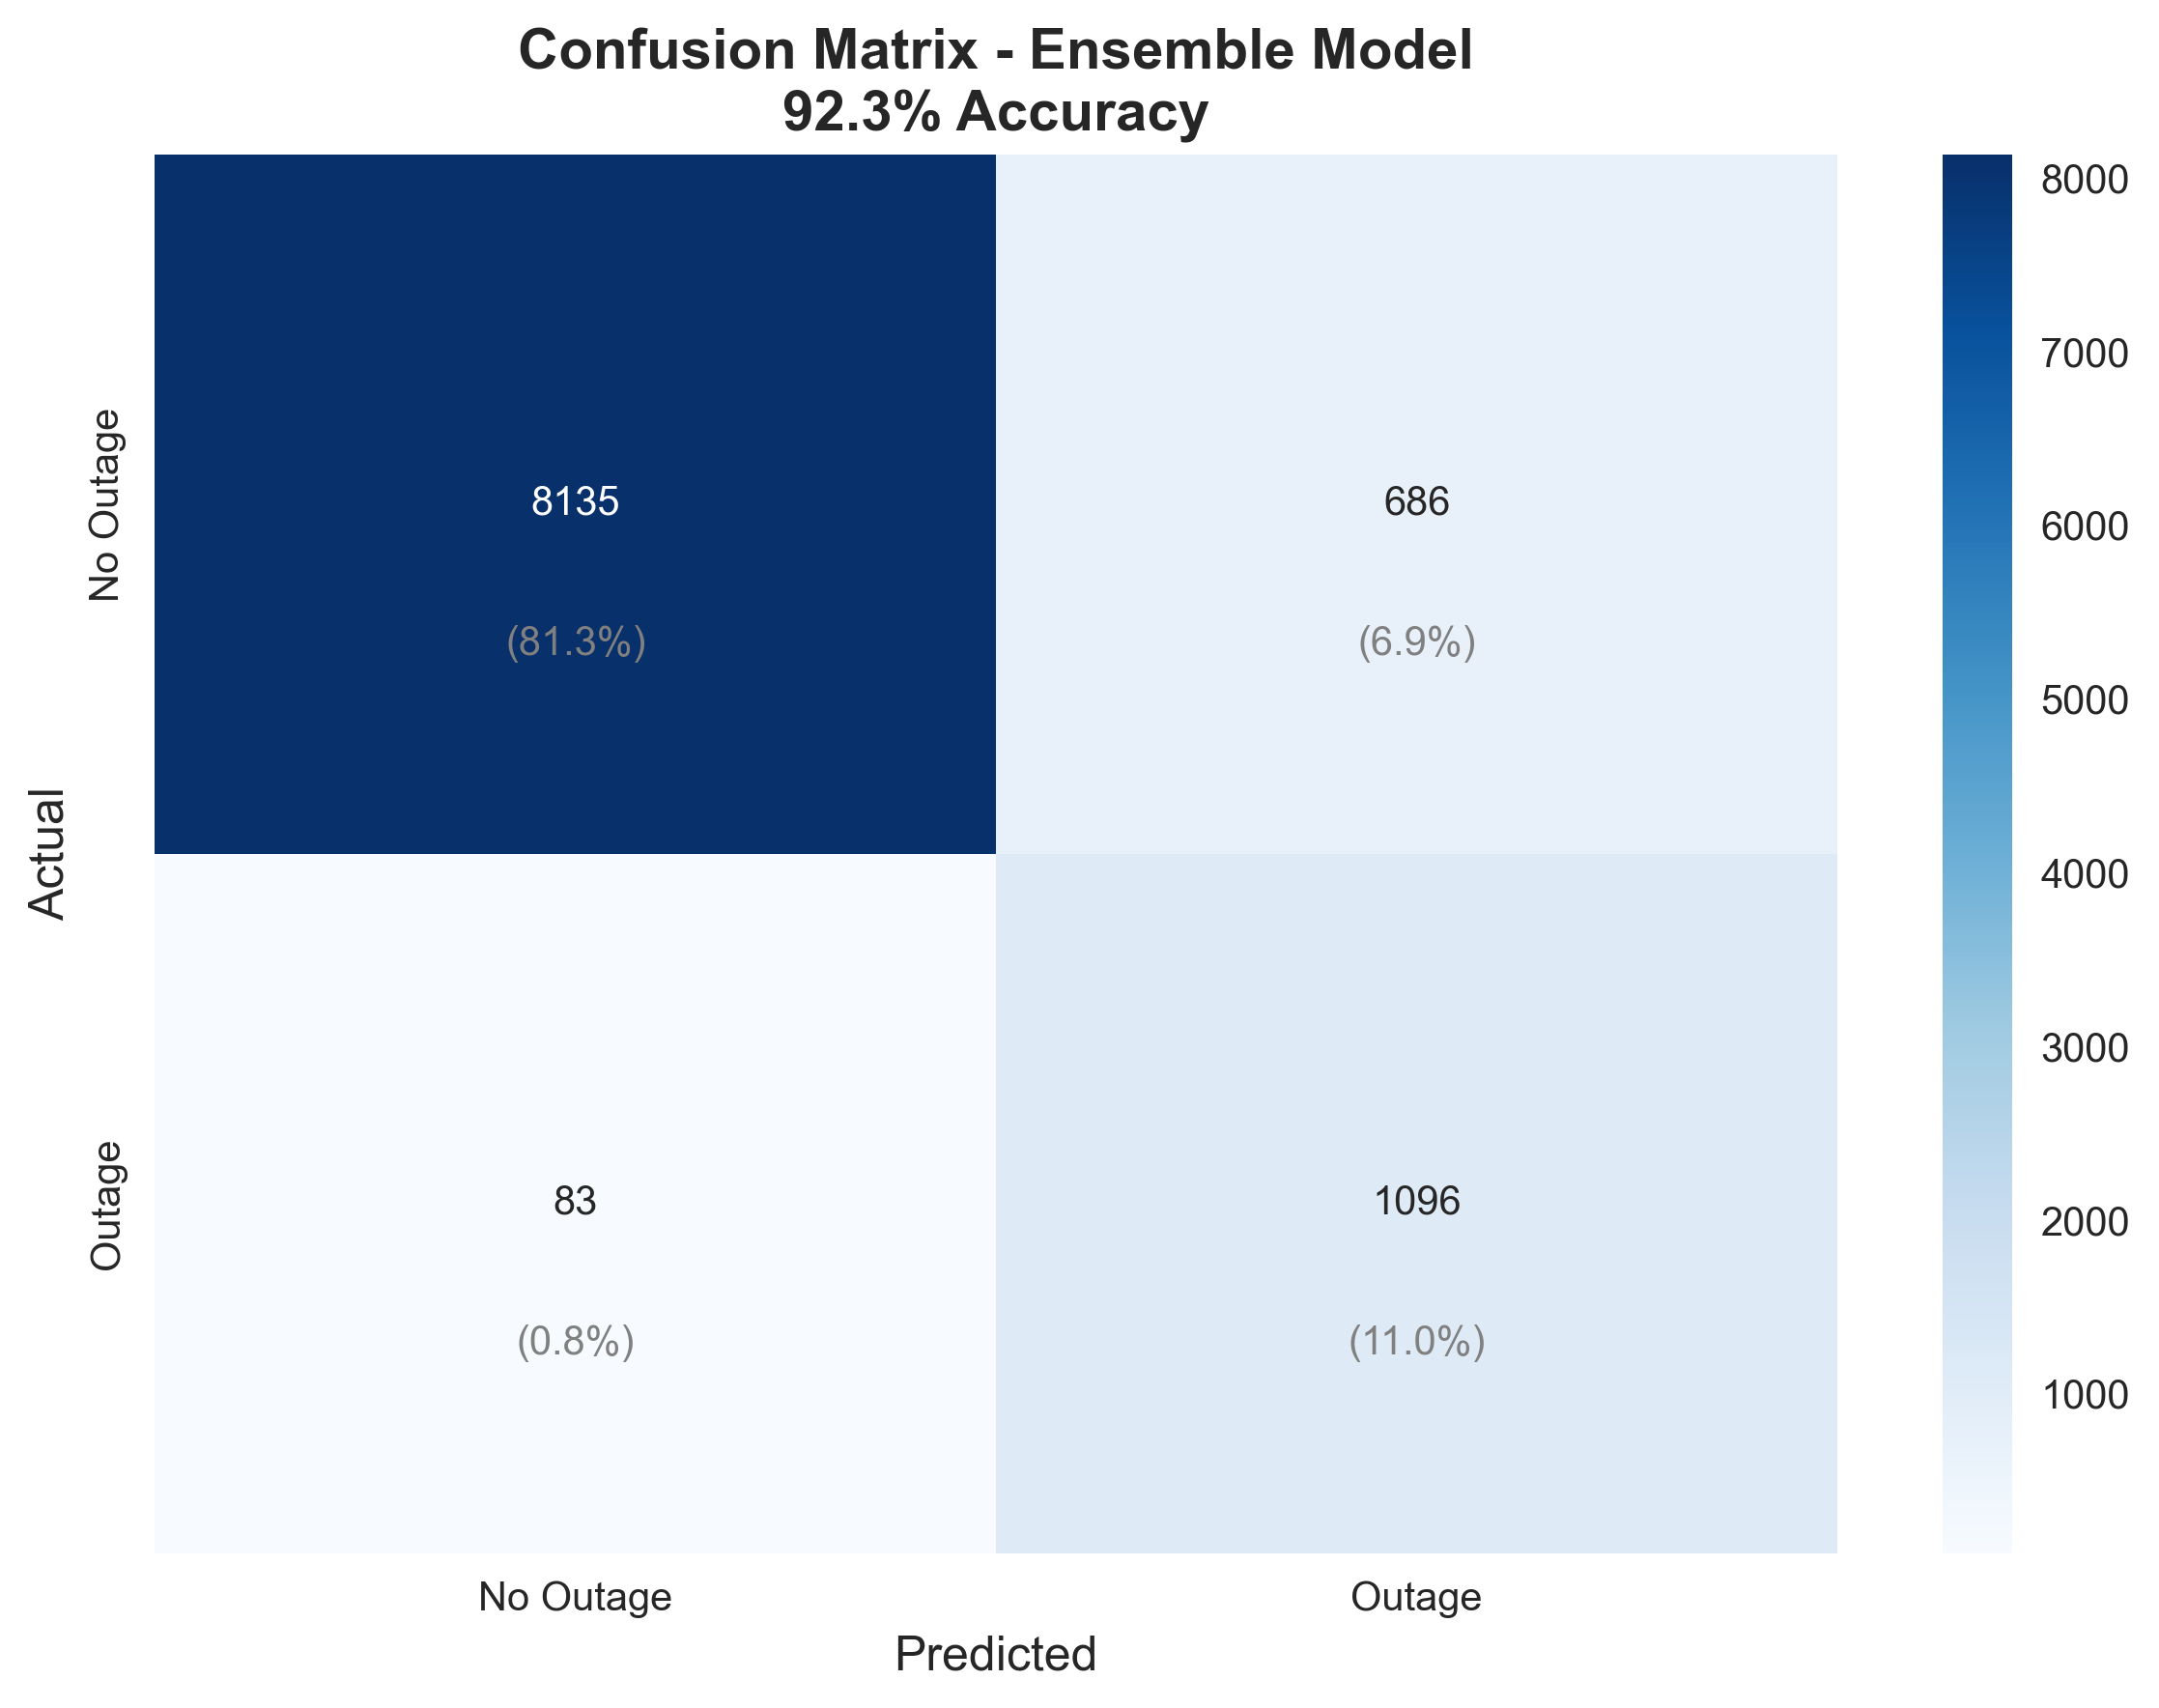 Confusion Matrix - Ensemble Model
92.3% Accuracy
Actual
No Outage
8135
686
(81.3%)
(6.9%)
Outage
83
1096
(0.8%)
(11.0%)
No Outage
Outage
Predicted
8000
7000
6000
5000
4000
3000
2000
1000